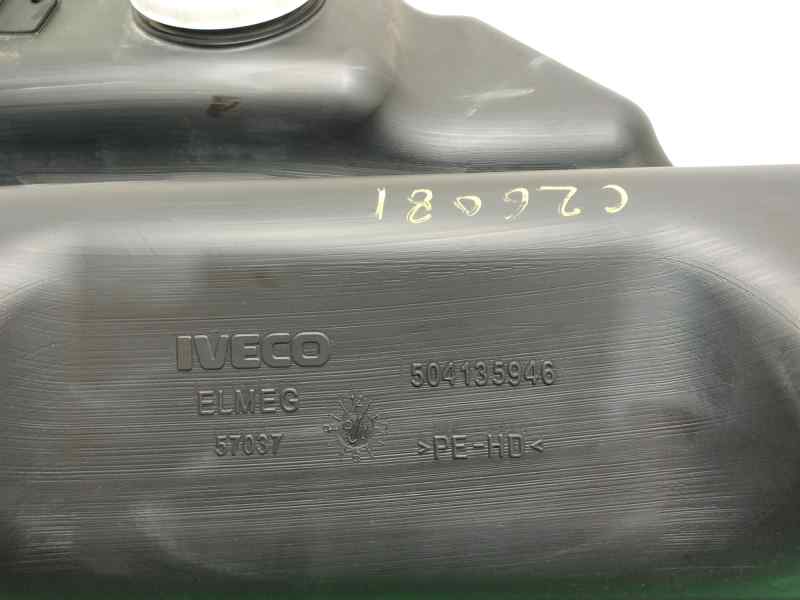 C26081
IVECO
504135946
ELMEG
57037
>PE-HD<